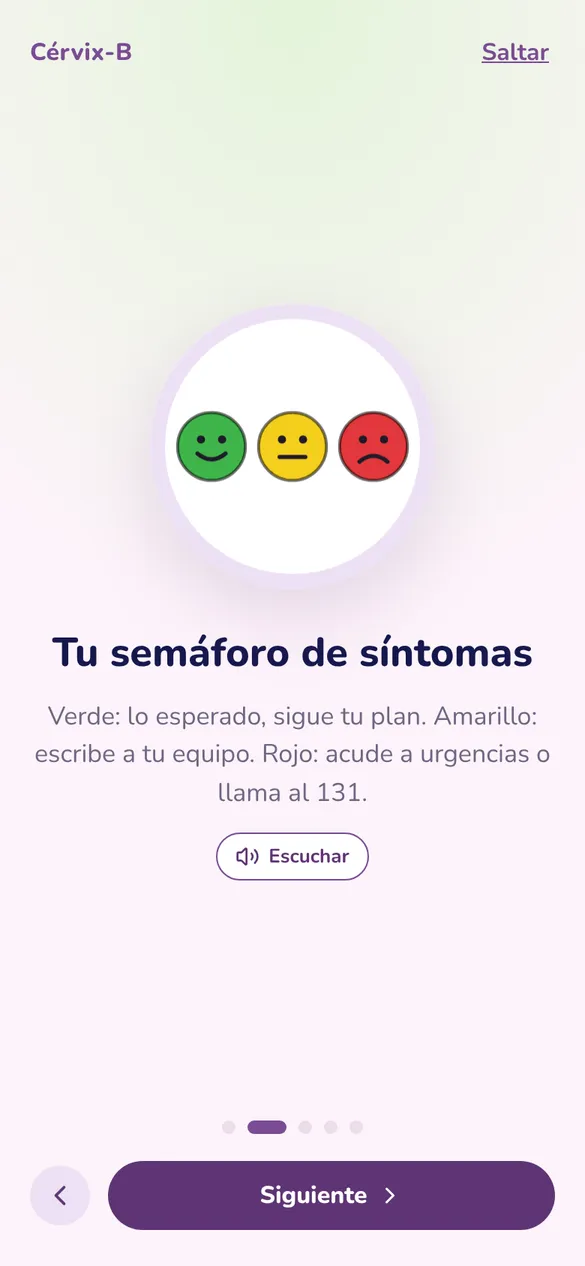 Cérvix-B
Saltar
Tu semáforo de síntomas
Verde: lo esperado, sigue tu plan. Amarillo:
escribe a tu equipo. Rojo: acude a urgencias o
llama al 131.
Escuchar
Siguiente